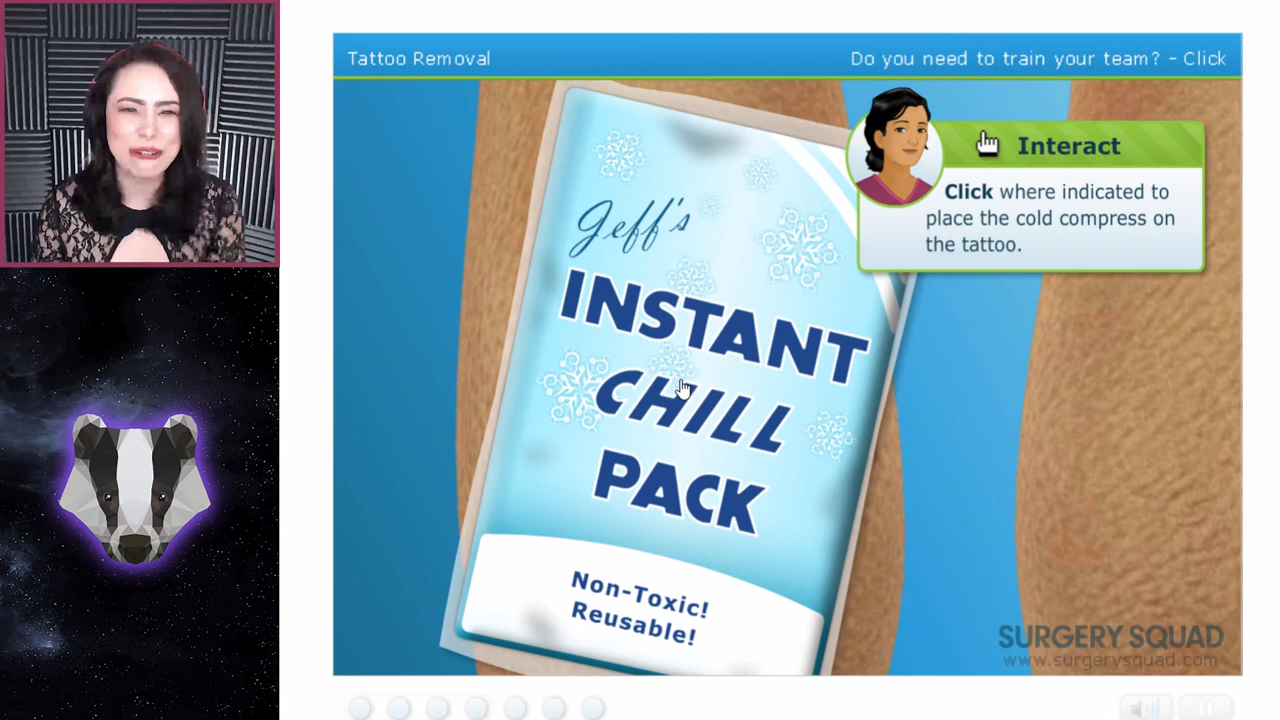 Tattoo Removal
Do you need to train your team? - Click
Interact
Click where indicated to
place the cold compress on
the tattoo.
Jeff's
INSTANT
CHILL
PACK
Non-Toxic!
Reusable!
SURGERY SQUAD
www.surgerysquad.com